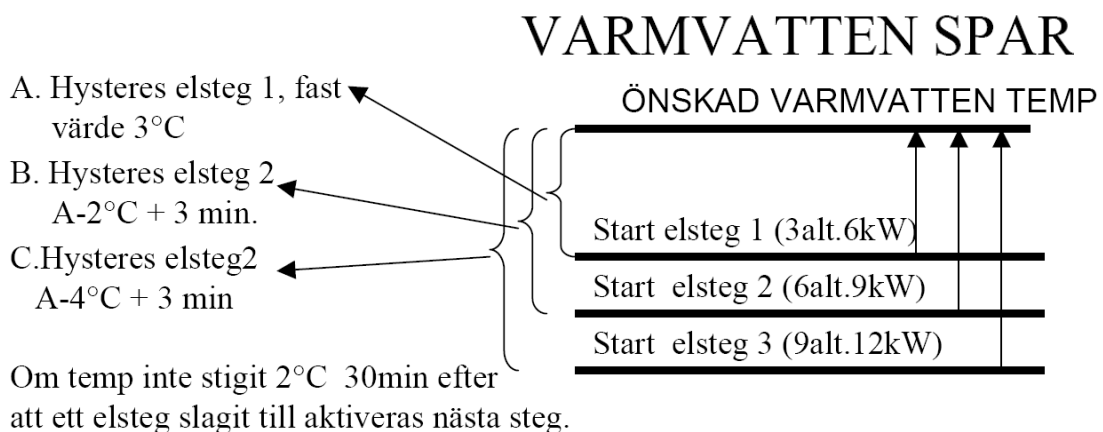 VARMVATTEN SPAR
A. Hysteres elsteg 1, fast
värde 3°C
B. Hysteres elsteg 2
A-2°C + 3 min.
C.Hysteres elsteg2
A-4°C + 3 min
Om temp inte stigit 2°C 30min efter
att ett elsteg slagit till aktiveras nästa steg.
ÖNSKAD VARMVATTEN TEMP
Start elsteg 1 (3alt.6kW)
Start elsteg 2 (6alt.9kW)
Start elsteg 3 (9alt.12kW)